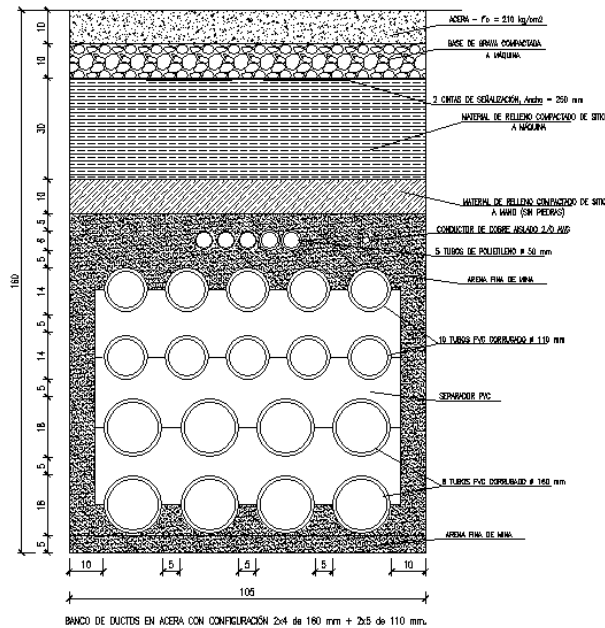 ACERA - f'c = 210 kg/cm2
BASE DE GRAVA COMPACTADA
A MÁQUINA
2 CINTAS DE SEÑALIZACIÓN, Ancho = 250 mm
MATERIAL DE RELLENO COMPACTADO DE SITIO
A MÁQUINA
MATERIAL DE RELLENO COMPACTADO DE SITIO
A MANO (SIN PIEDRAS)
CONDUCTOR DE COBRE AISLADO 2/0 AWG
5 TUBOS DE POLIETILENO ø 50 mm
ARENA FINA DE MINA
10 TUBOS PVC CORRUGADO ø 110 mm
SEPARADOR PVC
8 TUBOS PVC CORRUGADO ø 160 mm
ARENA FINA DE MINA
160
10
10
30
10
5
6
5
14
5
14
5
18
5
18
5
10 5 5 5 10
105
BANCO DE DUCTOS EN ACERA CON CONFIGURACIÓN 2x4 de 160 mm + 2x5 de 110 mm.